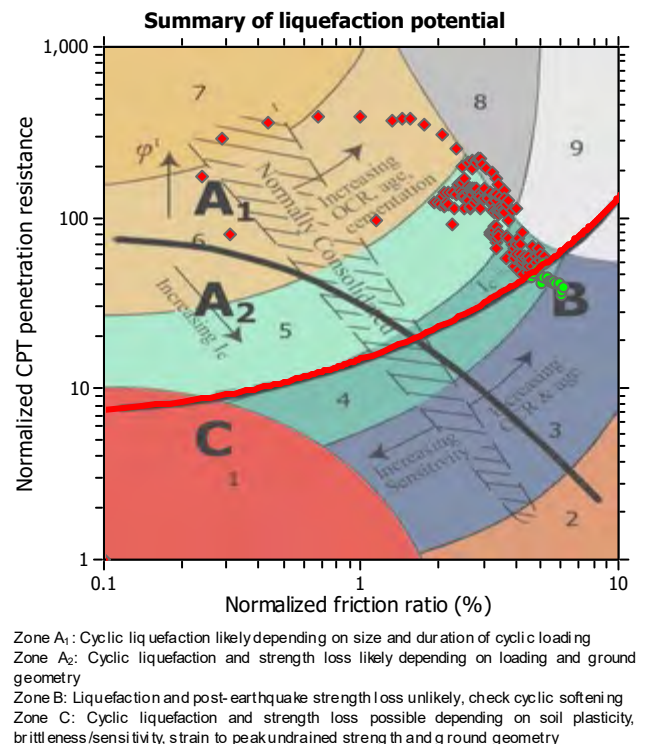 Summary of liquefaction potential
1,000
100
10
1
0.1
1
10
Normalized CPT penetration resistance
Normalized friction ratio (%)
7
8
9
φ'
A1
6
A2
5
4
C
1
B
3
2
Increasing
OCR, age,
cementation
Normally Consolidated
Increasing Ic
Ic
Increasing
OCR & age
Increasing
Sensitivity
Zone A1: Cyclic liquefaction likely depending on size and duration of cyclic loading
Zone A2: Cyclic liquefaction and strength loss likely depending on loading and ground
geometry
Zone B: Liquefaction and post-earthquake strength loss unlikely, check cyclic softening
Zone C: Cyclic liquefaction and strength loss possible depending on soil plasticity,
brittleness/sensitivity, strain to peak undrained strength and ground geometry